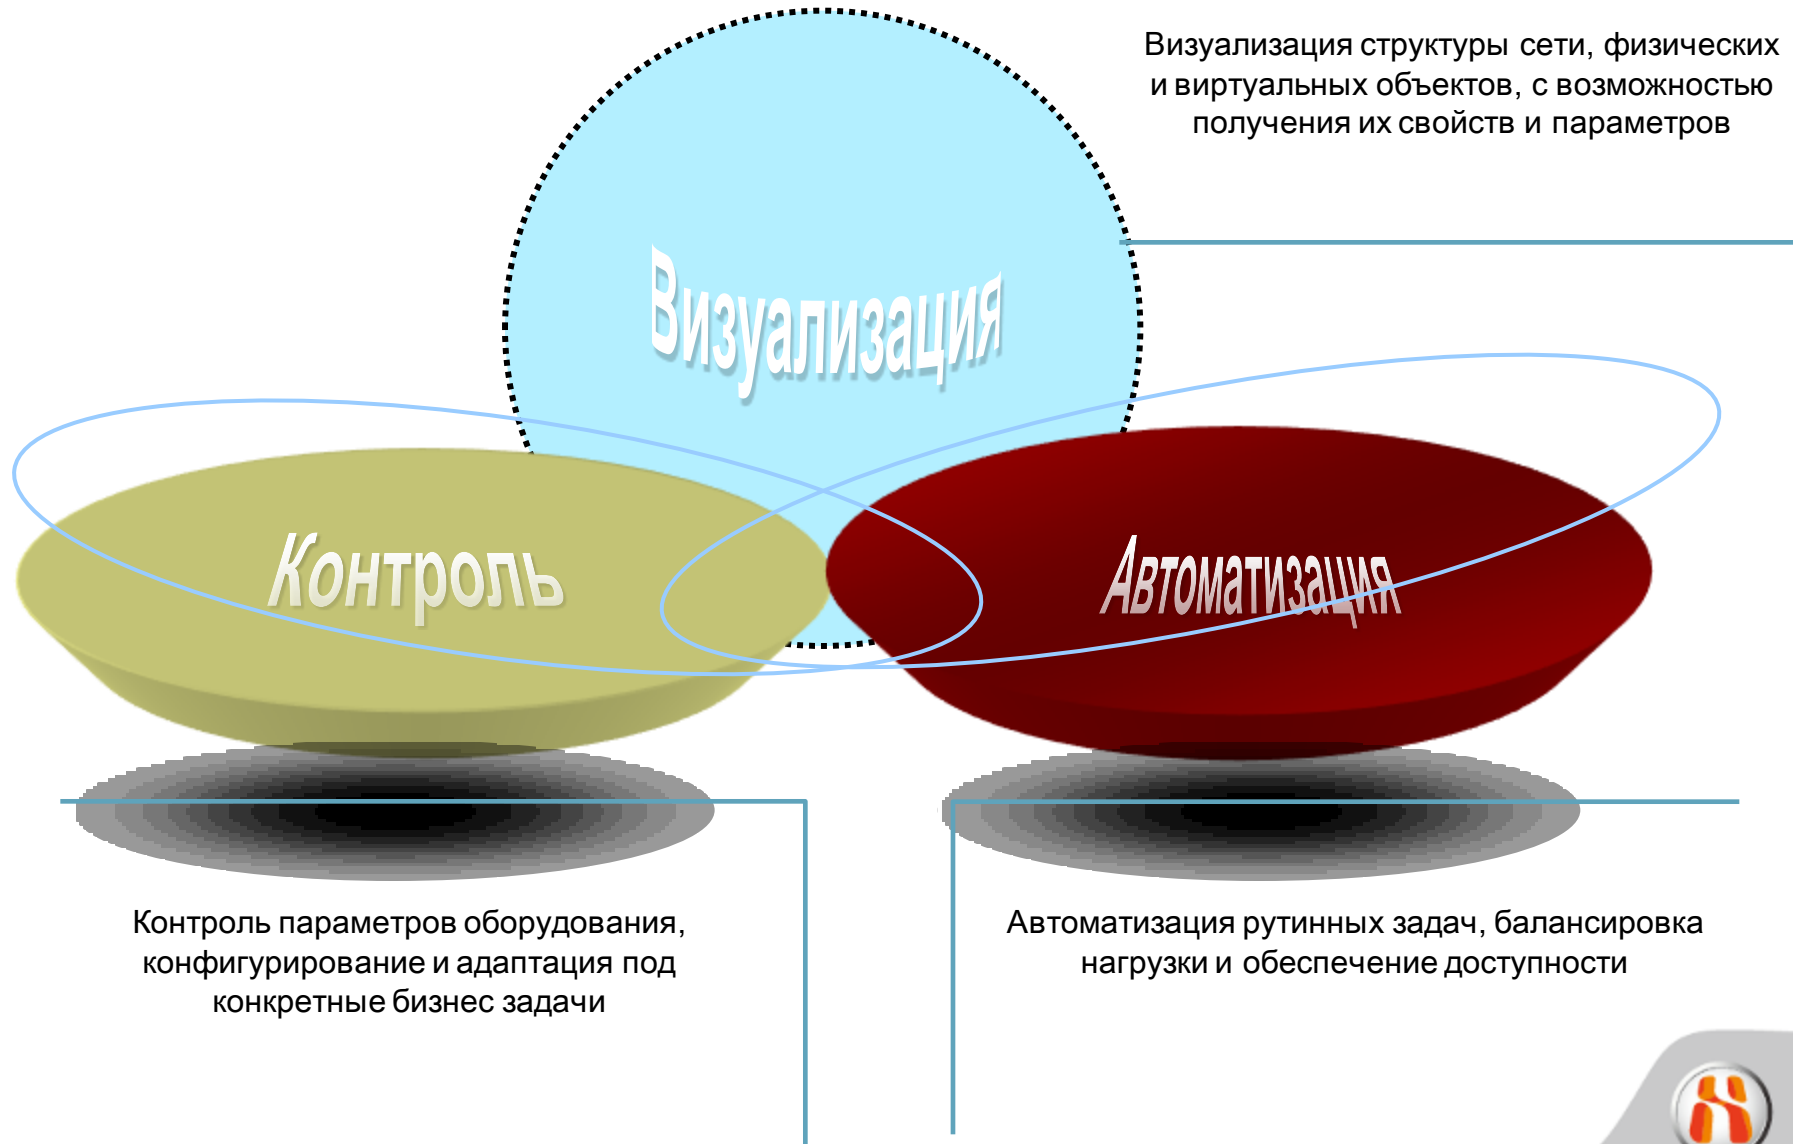 Визуализация структуры сети, физических
и виртуальных объектов, с возможностью
получения их свойств и параметров
Визуализация
Контроль
Автоматизация
Контроль параметров оборудования,
конфигурирование и адаптация под
конкретные бизнес задачи
Автоматизация рутинных задач, балансировка
нагрузки и обеспечение доступности